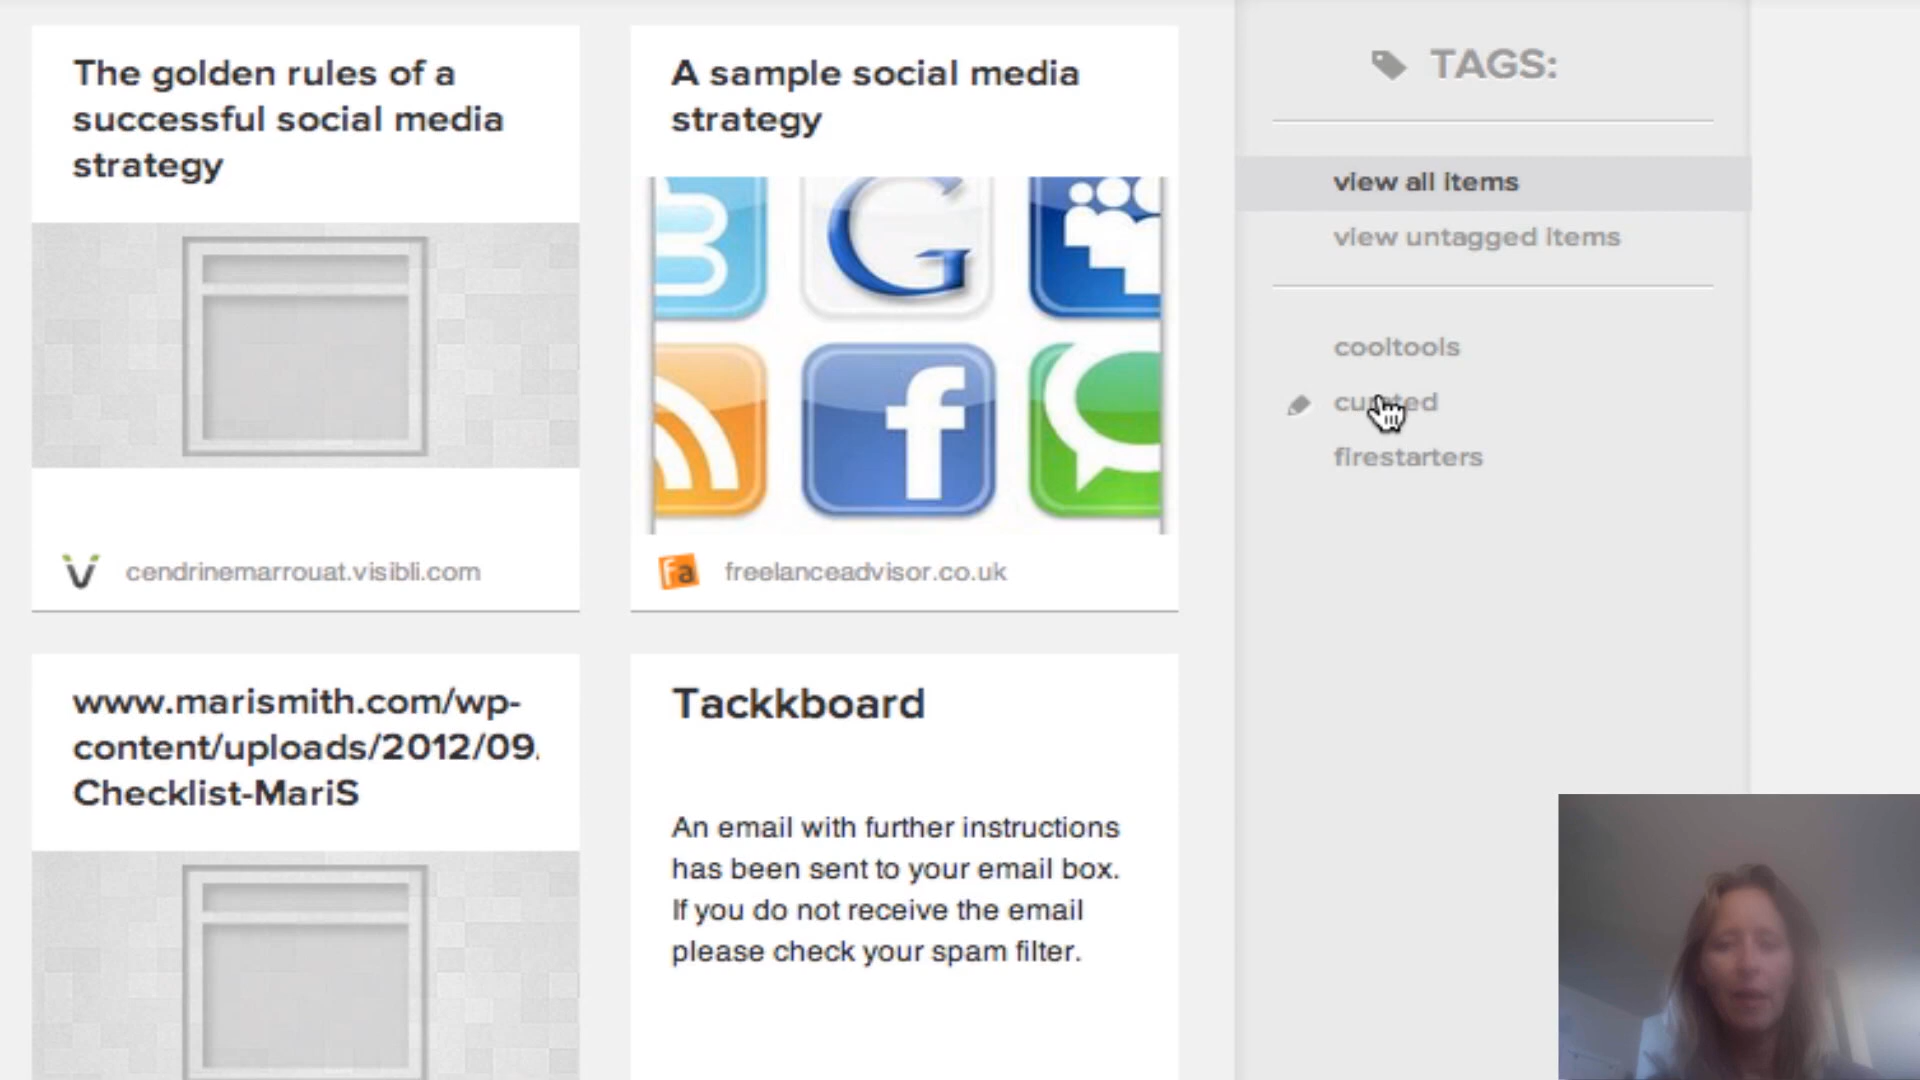 The golden rules of a
successful social media
strategy
cendrinemarrouat.visibli.com
A sample social media
strategy
G
f
fa
freelanceadvisor.co.uk
www.marismith.com/wp-
content/uploads/2012/09.
Checklist-MariS
Tackkboard
An email with further instructions
has been sent to your email box.
If you do not receive the email
please check your spam filter.
TAGS:
view all items
view untagged items
cooltools
curated
firestarters